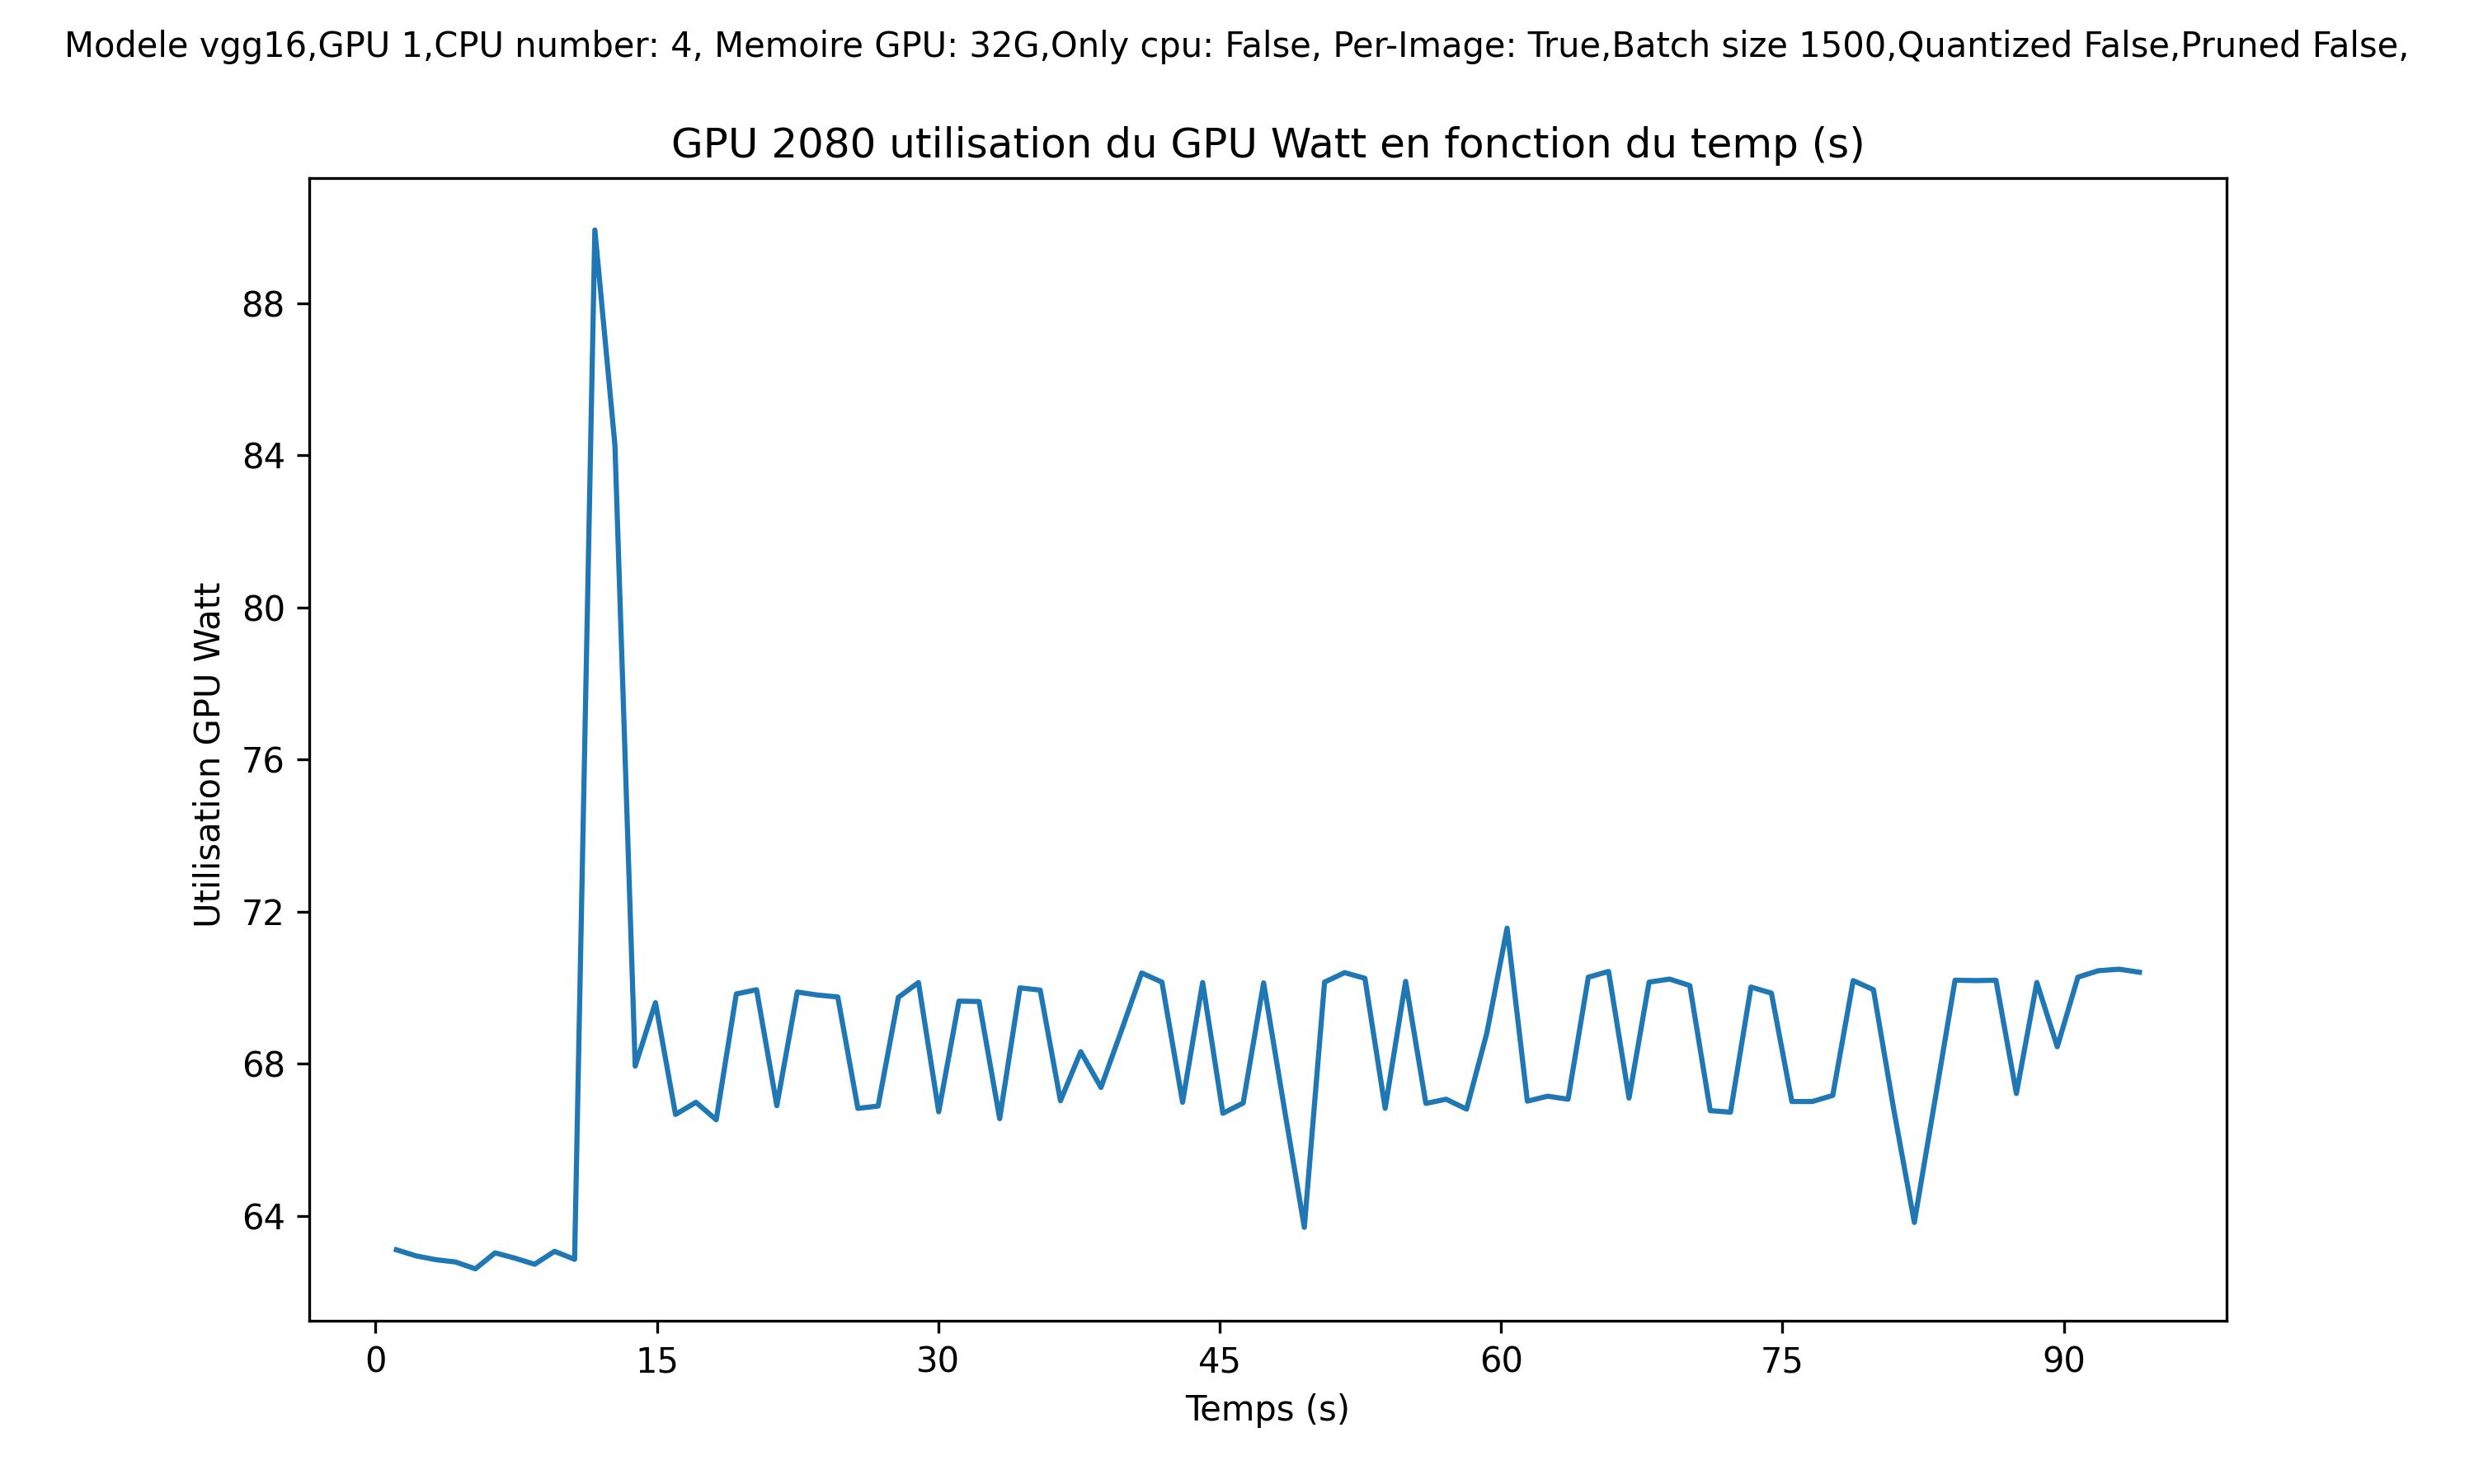 Modele vgg16,GPU 1,CPU number: 4, Memoire GPU: 32G,Only cpu: False, Per-Image: True,Batch size 1500,Quantized False,Pruned False,
GPU 2080 utilisation du GPU Watt en fonction du temp (s)
Utilisation GPU Watt
88
84
80
76
72
68
64
0 15 30 45 60 75 90
Temps (s)